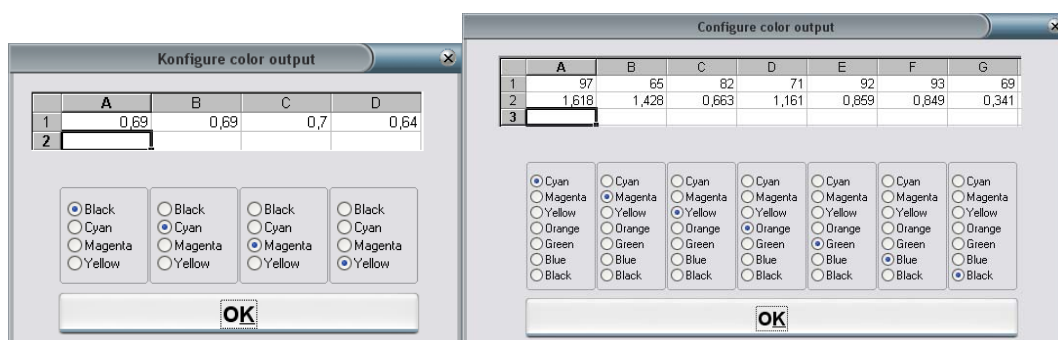 Konfigure color output
A B C D
1 0,69 0,69 0,7 0,64
2
Black Black Black Black
Cyan Cyan Cyan Cyan
Magenta Magenta Magenta Magenta
Yellow Yellow Yellow Yellow
OK
Configure color output
A B C D E F G
1 97 65 82 71 92 93 69
2 1,618 1,428 0,663 1,161 0,859 0,849 0,341
3
Cyan Cyan Cyan Cyan Cyan Cyan Cyan
Magenta Magenta Magenta Magenta Magenta Magenta Magenta
Yellow Yellow Yellow Yellow Yellow Yellow Yellow
Orange Orange Orange Orange Orange Orange Orange
Green Green Green Green Green Green Green
Blue Blue Blue Blue Blue Blue Blue
Black Black Black Black Black Black Black
OK